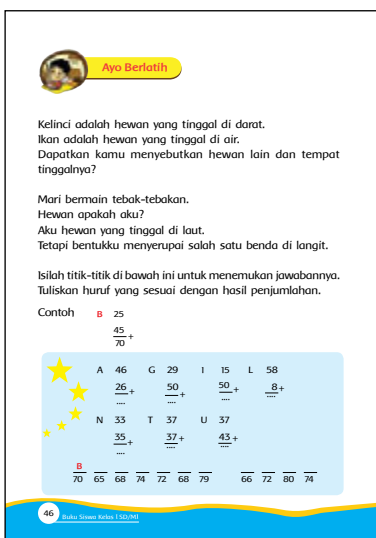 Ayo Berlatih
Kelinci adalah hewan yang tinggal di darat.
Ikan adalah hewan yang tinggal di air.
Dapatkan kamu menyebutkan hewan lain dan tempat
tinggalnya?
Mari bermain tebak-tebakan.
Hewan apakah aku?
Aku hewan yang tinggal di laut.
Tetapi bentukku menyerupai salah satu benda di langit.
Isilah titik-titik di bawah ini untuk menemukan jawabannya.
Tuliskan huruf yang sesuai dengan hasil penjumlahan.
Contoh B 25
45 +
70
A 46 G 29 I 15 L 58
26 + 50 + 50 + 8 +
.... .... .... ....
N 33 T 37 U 37
35 + 37 + 43 +
.... .... ....
B
70 65 68 74 72 68 79 66 72 80 74
46 Buku Siswa Kelas I SD/MI